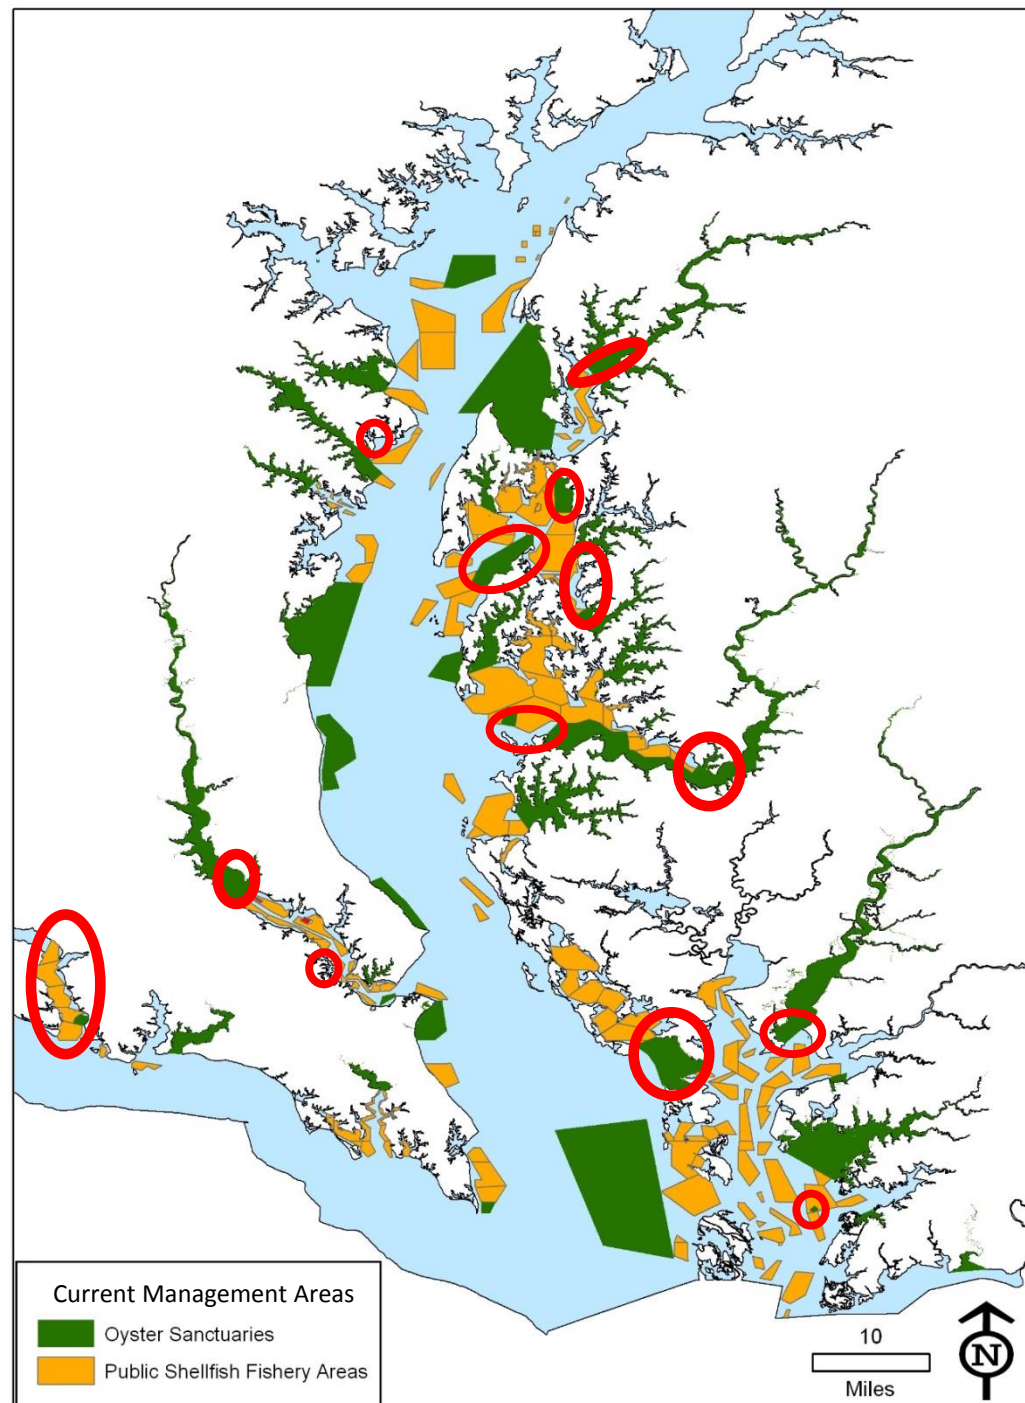 Current Management Areas
Oyster Sanctuaries
Public Shellfish Fishery Areas
10
Miles
N